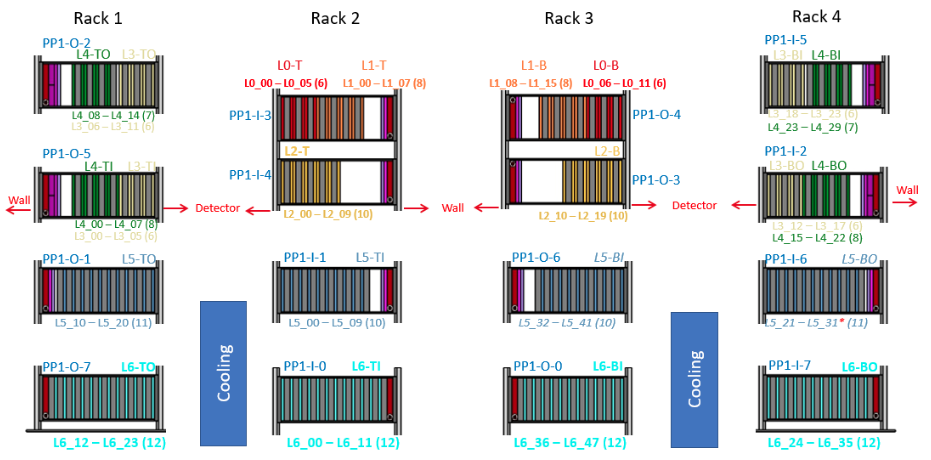 Rack 1
Rack 2
Rack 3
Rack 4
PP1-O-2
L4-TO
L3-TO
L4_08 – L4_14 (7)
L3_06 – L3_11 (6)
PP1-O-5
L4-TI
L3-TI
L4_00 – L4_07 (8)
L3_00 – L3_05 (6)
Wall
Detector
PP1-O-1
L5-TO
L5_10 – L5_20 (11)
PP1-O-7
L6-TO
L6_12 – L6_23 (12)
Cooling
L0-T
L1-T
L0_00 – L0_05 (6)
L1_00 – L1_07 (8)
PP1-I-3
L2-T
PP1-I-4
L2_00 – L2_09 (10)
Wall
PP1-I-1
L5-TI
L5_00 – L5_09 (10)
PP1-I-0
L6-TI
L6_00 – L6_11 (12)
L1-B
L0-B
L1_08 – L1_15 (8)
L0_06 – L0_11 (6)
PP1-O-4
L2-B
PP1-O-3
L2_10 – L2_19 (10)
Detector
PP1-O-6
L5-BI
L5_32 – L5_41 (10)
PP1-O-0
L6-BI
L6_36 – L6_47 (12)
Cooling
PP1-I-5
L3-BI
L4-BI
L3_18 – L3_23 (6)
L4_23 – L4_29 (7)
PP1-I-2
L3-BO
L4-BO
Wall
L3_12 – L3_17 (6)
L4_15 – L4_22 (8)
PP1-I-6
L5-BO
L5_21 – L5_31* (11)
PP1-I-7
L6-BO
L6_24 – L6_35 (12)